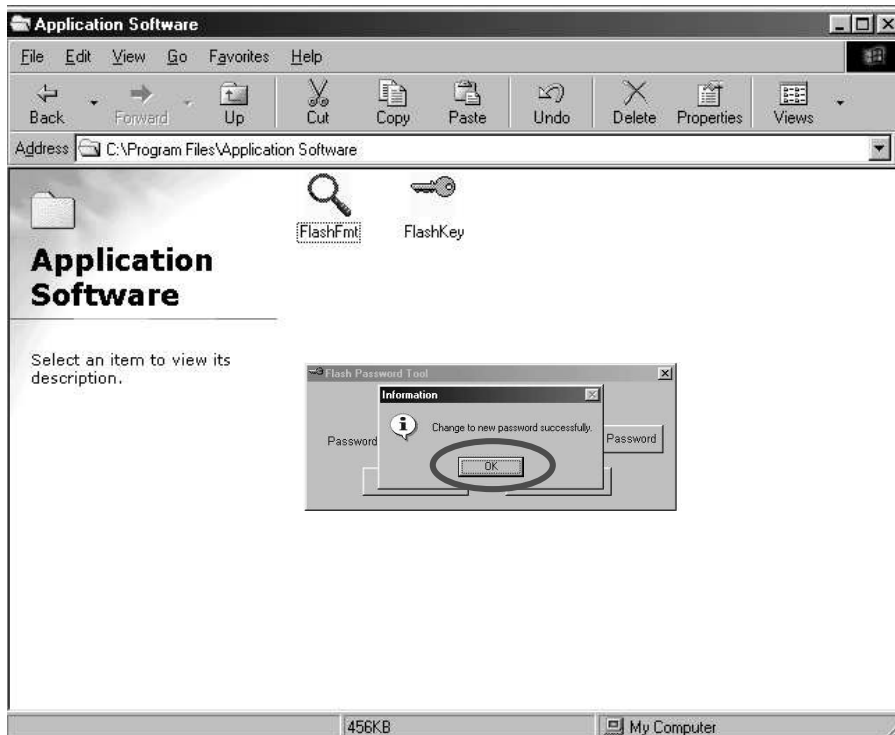 Application Software
File Edit View Go Favorites Help
Back Forward Up Cut Copy Paste Undo Delete Properties Views
Address C:\Program Files\Application Software
FlashFmt FlashKey
Application
Software
Select an item to view its
description.
Flash Password Tool
Information
Change to new password successfully.
Password
Password
OK
456KB My Computer